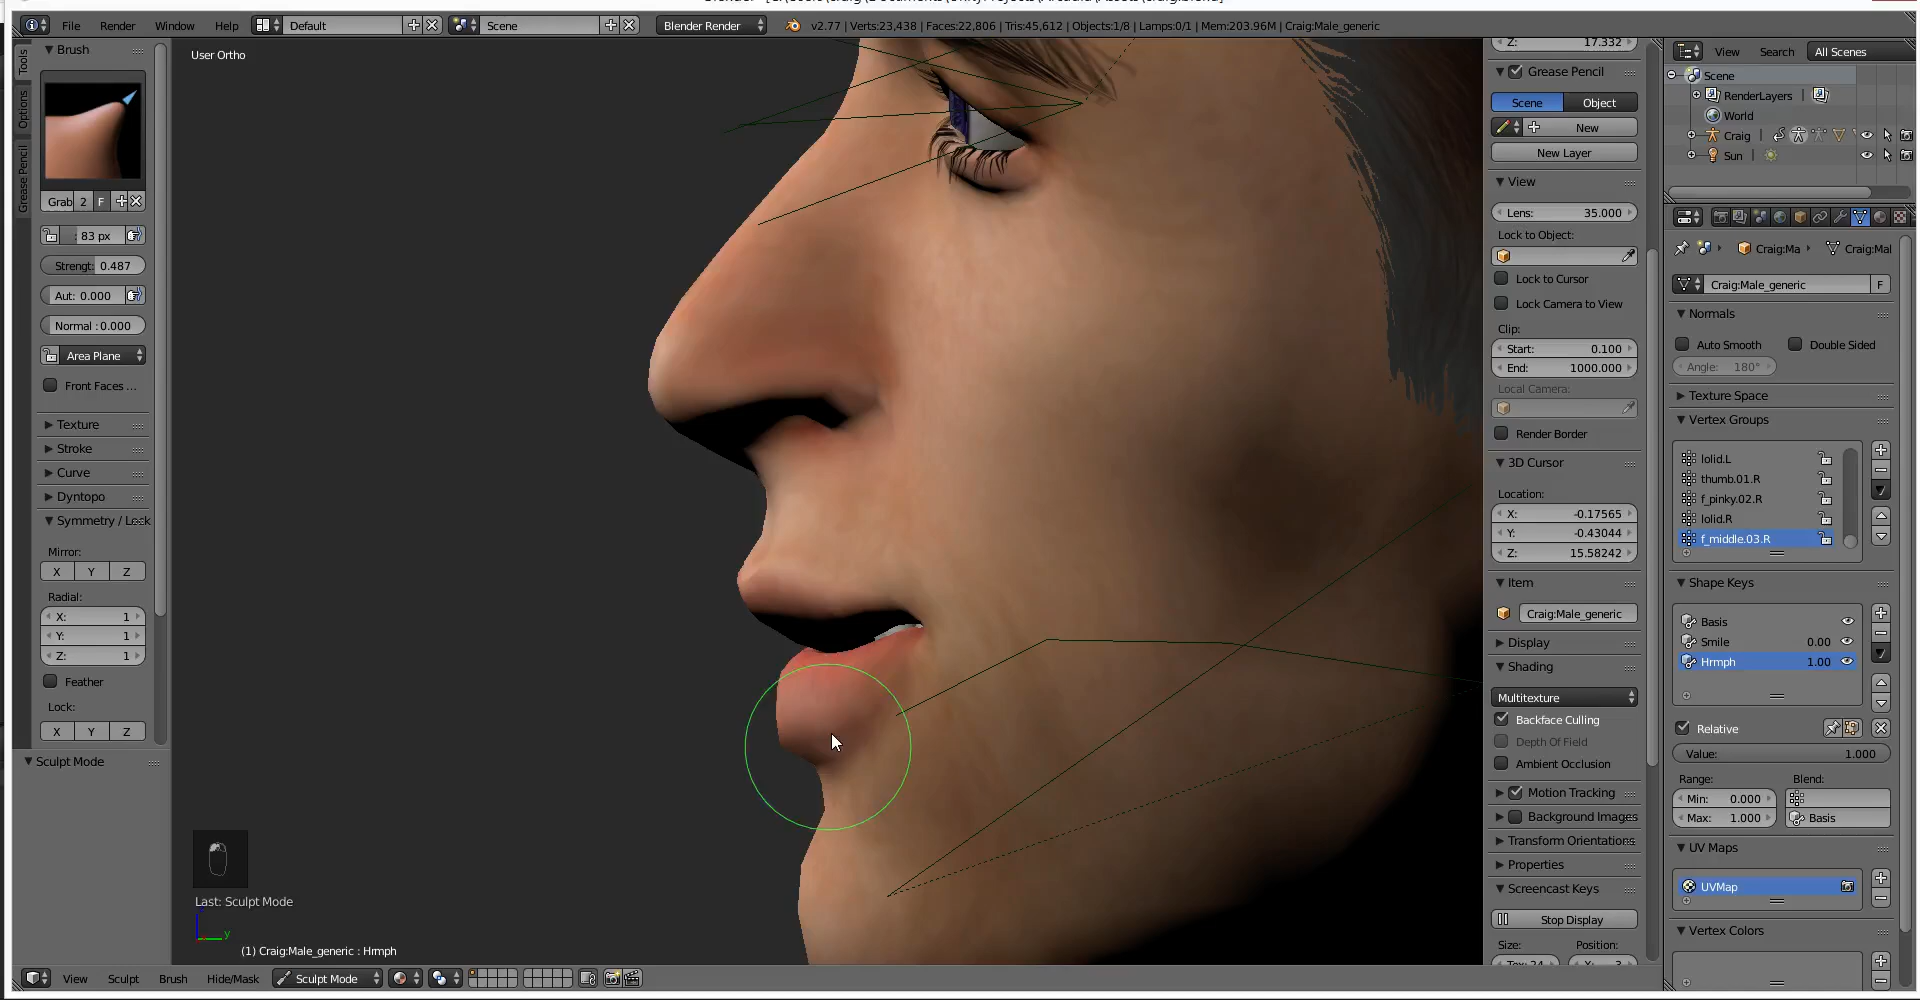 File Render Window Help Default Scene Blender Render v2.77 | Verts:23,438 | Faces:22,806 | Tris:45,612 | Objects:1/8 | Lamps:0/1 | Mem:203.96M | Craig:Male_generic
Tools
Options
Grease Pencil
Brush
Grab 2 F
83 px
Strengt: 0.487
Aut: 0.000
Normal : 0.000
Area Plane
Front Faces ...
Texture
Stroke
Curve
Dyntopo
Symmetry / Lock
Mirror:
X Y Z
Radial:
X: 1
Y: 1
Z: 1
Feather
Lock:
X Y Z
Sculpt Mode
User Ortho
Last: Sculpt Mode
y
(1) Craig:Male_generic : Hrmph
View Sculpt Brush Hide/Mask Sculpt Mode
Z: 17.332
Grease Pencil
Scene Object
New
New Layer
View
Lens: 35.000
Lock to Object:
Lock to Cursor
Lock Camera to View
Clip:
Start: 0.100
End: 1000.000
Local Camera:
Render Border
3D Cursor
Location:
X: -0.17565
Y: -0.43044
Z: 15.58242
Item
Craig:Male_generic
Display
Shading
Multitexture
Backface Culling
Depth Of Field
Ambient Occlusion
Motion Tracking
Background Images
Transform Orientations
Properties
Screencast Keys
Stop Display
Size: Position:
View Search All Scenes
Scene
RenderLayers |
World
Craig |
Sun |
Craig:Ma Craig:Mal
Craig:Male_generic F
Normals
Auto Smooth Double Sided
Angle: 180°
Texture Space
Vertex Groups
lolid.L
thumb.01.R
f_pinky.02.R
lolid.R
f_middle.03.R
Shape Keys
Basis
Smile 0.00
Hrmph 1.00
Relative
Value: 1.000
Range: Blend:
Min: 0.000
Max: 1.000 Basis
UV Maps
UVMap
Vertex Colors